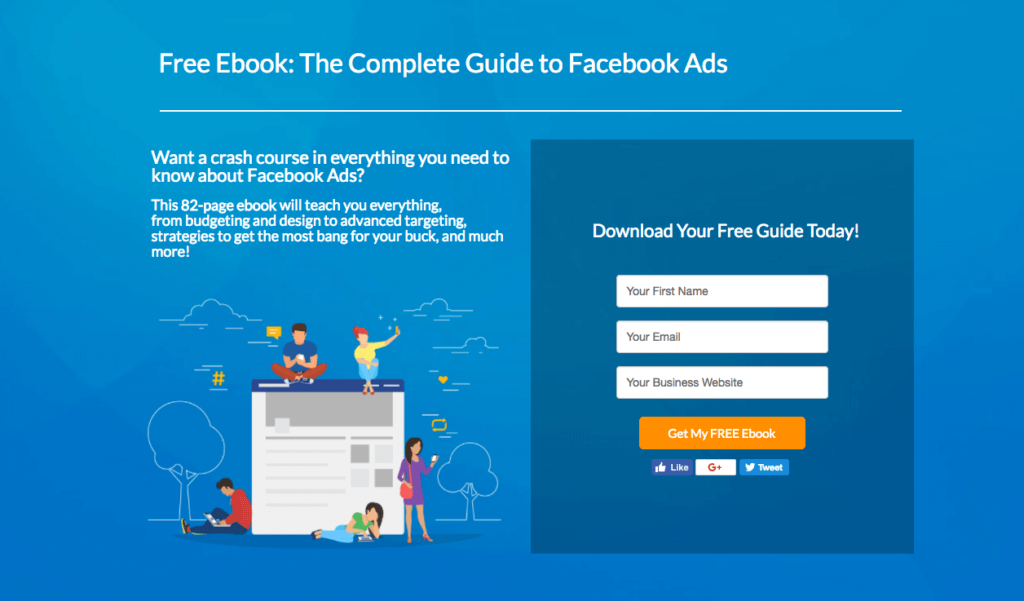 Free Ebook: The Complete Guide to Facebook Ads
Want a crash course in everything you need to
know about Facebook Ads?
This 82-page ebook will teach you everything,
from budgeting and design to advanced targeting,
strategies to get the most bang for your buck, and much
more!
#
Download Your Free Guide Today!
Your First Name
Your Email
Your Business Website
Get My FREE Ebook
Like
G+
Tweet